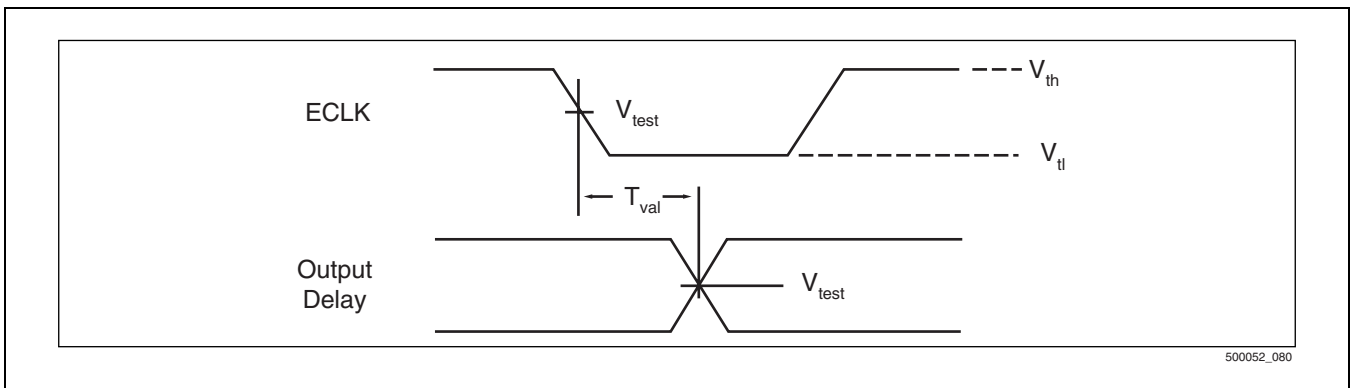 V_th
ECLK
V_test
V_tl
T_val
Output
Delay
V_test
500052_080